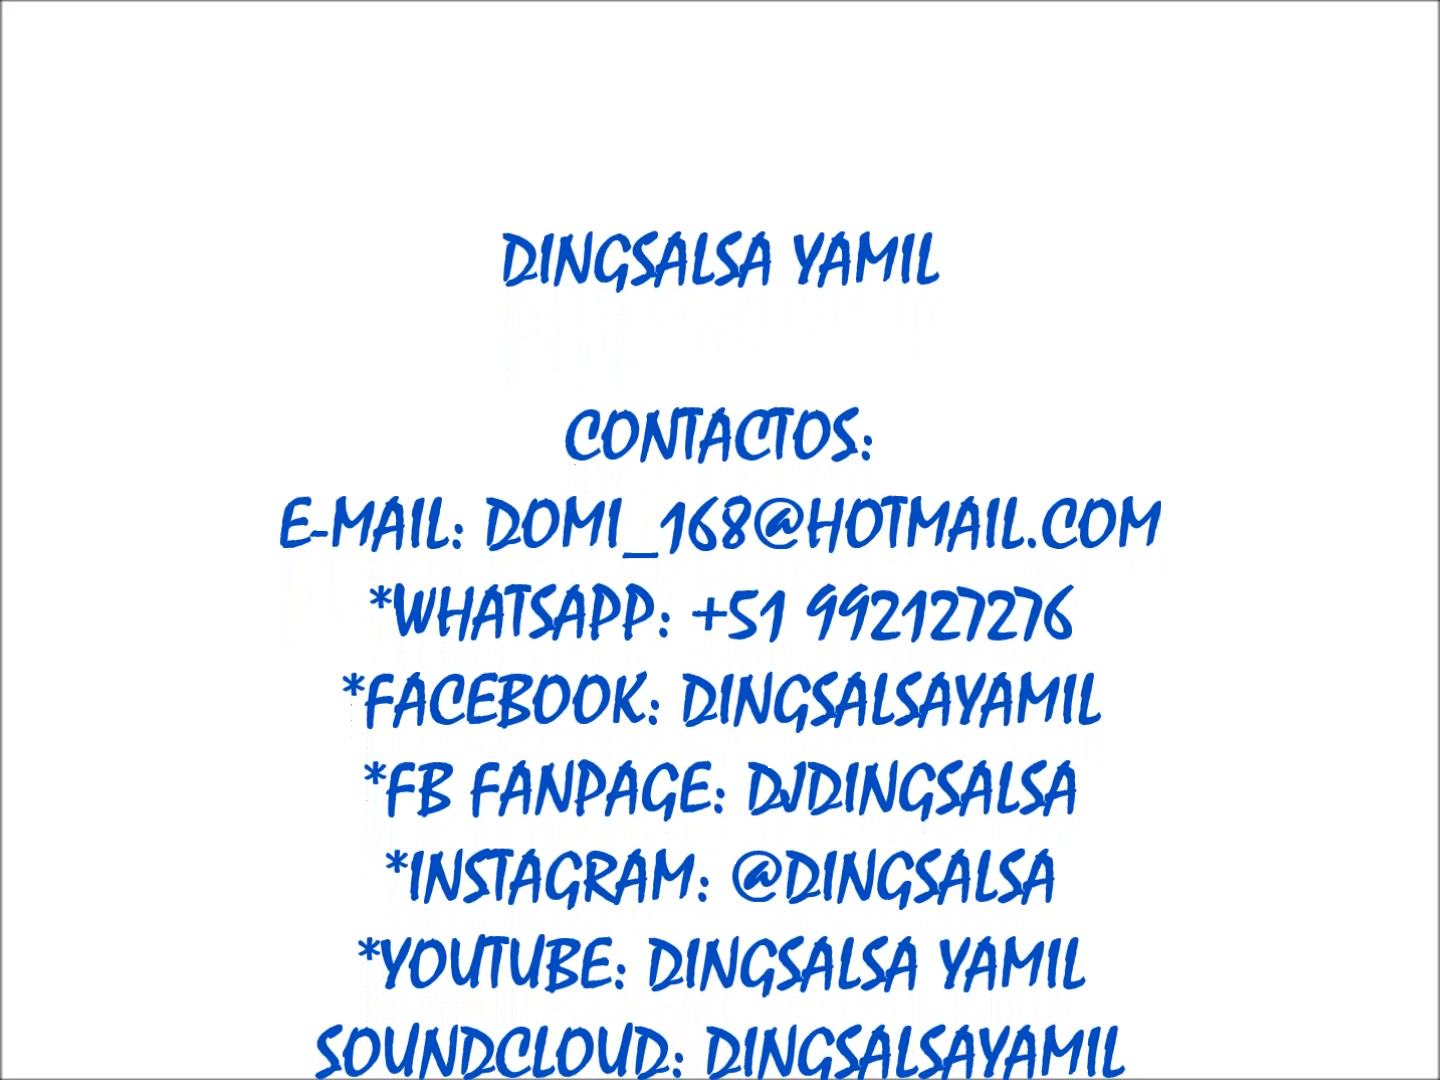 DINGSALSA YAMIL
CONTACTOS:
E-MAIL: DOMI_168@HOTMAIL.COM
*WHATSAPP: +51 992127276
*FACEBOOK: DINGSALSAYAMIL
*FB FANPAGE: DJDINGSALSA
*INSTAGRAM: @DINGSALSA
*YOUTUBE: DINGSALSA YAMIL
SOUNDCLOUD: DINGSALSAYAMIL